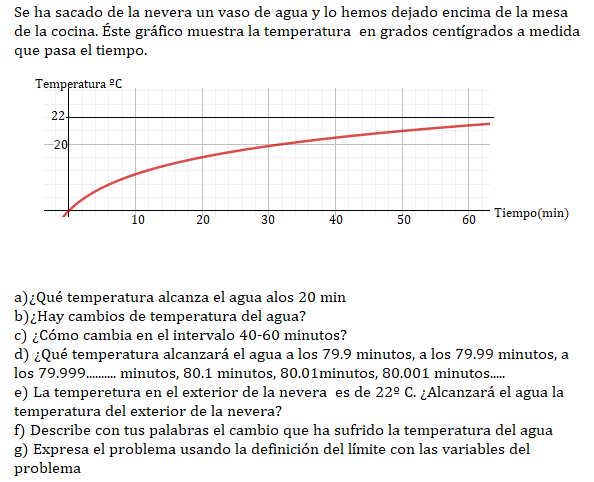 Se ha sacado de la nevera un vaso de agua y lo hemos dejado encima de la mesa
de la cocina. Éste gráfico muestra la temperatura en grados centígrados a medida
que pasa el tiempo.
Temperatura ºC
22
20
10 20 30 40 50 60 Tiempo(min)
a)¿Qué temperatura alcanza el agua alos 20 min
b)¿Hay cambios de temperatura del agua?
c) ¿Cómo cambia en el intervalo 40-60 minutos?
d) ¿Qué temperatura alcanzará el agua a los 79.9 minutos, a los 79.99 minutos, a
los 79.999.......... minutos, 80.1 minutos, 80.01minutos, 80.001 minutos.....
e) La temperetura en el exterior de la nevera es de 22º C. ¿Alcanzará el agua la
temperatura del exterior de la nevera?
f) Describe con tus palabras el cambio que ha sufrido la temperatura del agua
g) Expresa el problema usando la definición del límite con las variables del
problema